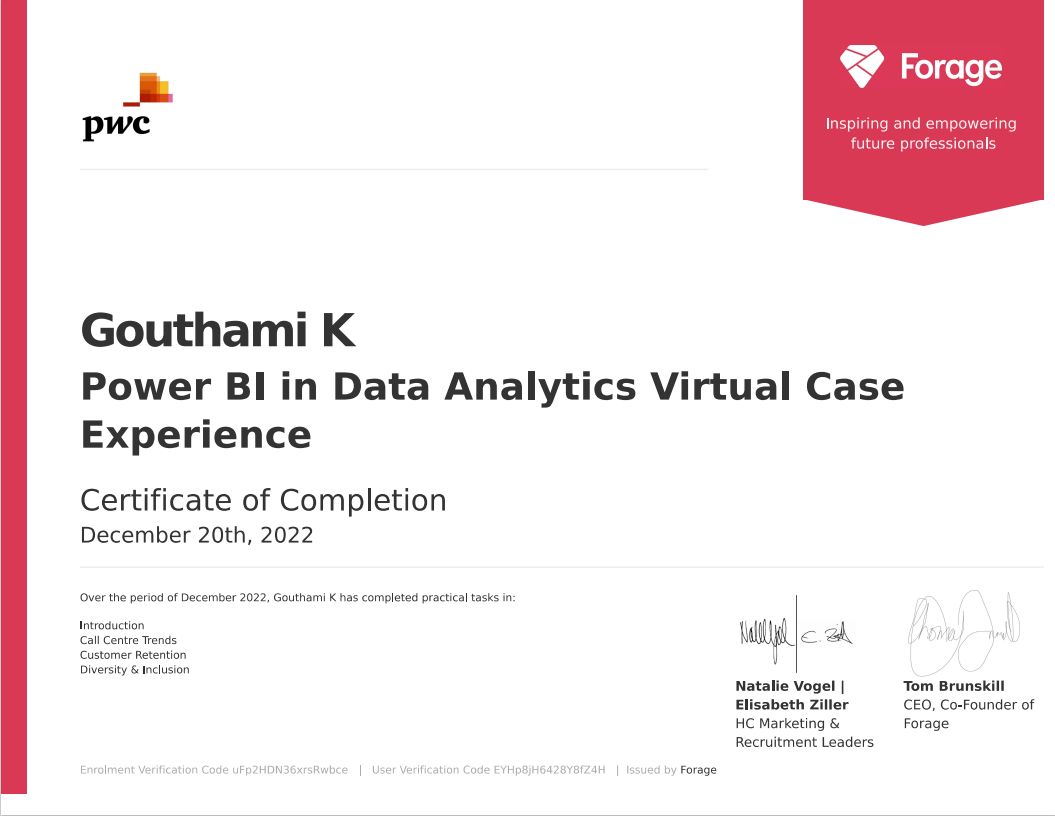 pwc
Forage
Inspiring and empowering
future professionals
Gouthami K
Power BI in Data Analytics Virtual Case
Experience
Certificate of Completion
December 20th, 2022
Over the period of December 2022, Gouthami K has completed practical tasks in:
Introduction
Call Centre Trends
Customer Retention
Diversity & Inclusion
Natalie Vogel |
Elisabeth Ziller
HC Marketing &
Recruitment Leaders
Tom Brunskill
CEO, Co-Founder of
Forage
Enrolment Verification Code uFp2HDN36xrsRwbce | User Verification Code EYHp8jH6428Y8fZ4H | Issued by Forage